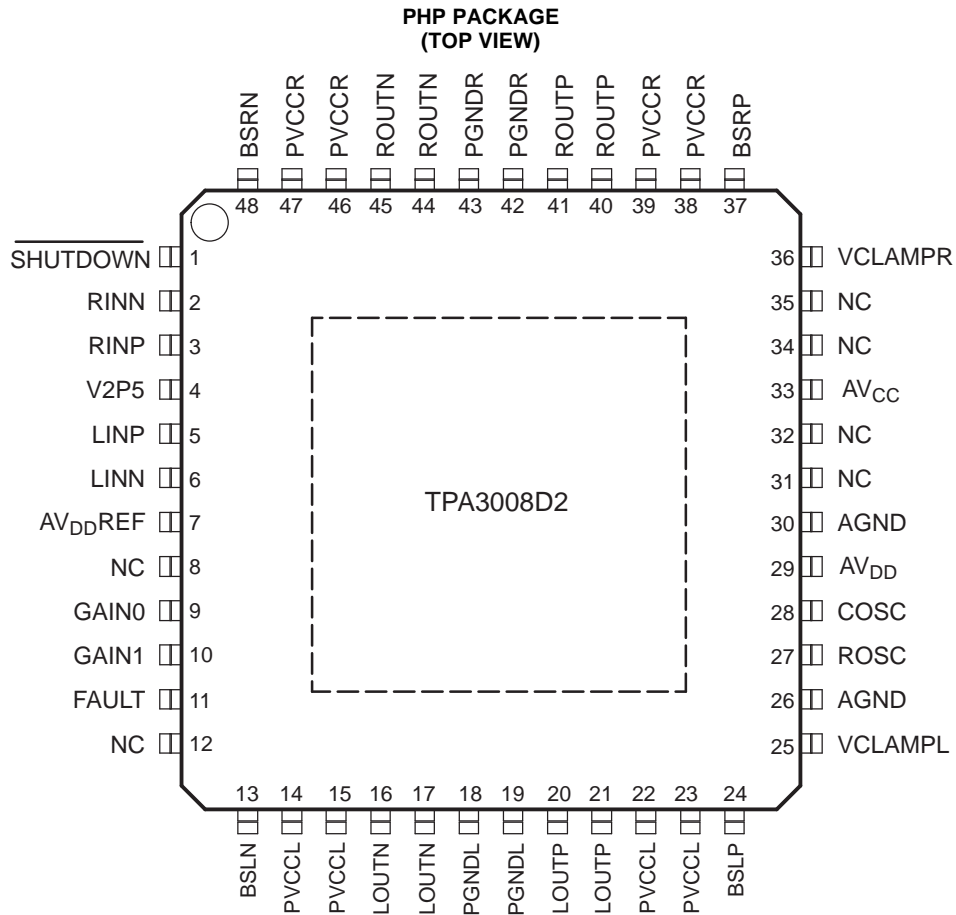 PHP PACKAGE
(TOP VIEW)
BSRN
PVCCR
PVCCR
ROUTN
ROUTN
PGNDR
PGNDR
ROUTP
ROUTP
PVCCR
PVCCR
BSRP
48 47 46 45 44 43 42 41 40 39 38 37
SHUTDOWN 1
RINN 2
RINP 3
V2P5 4
LINP 5
LINN 6
AVDDREF 7
NC 8
GAIN0 9
GAIN1 10
FAULT 11
NC 12
TPA3008D2
36 VCLAMPR
35 NC
34 NC
33 AVCC
32 NC
31 NC
30 AGND
29 AVDD
28 COSC
27 ROSC
26 AGND
25 VCLAMPL
13 14 15 16 17 18 19 20 21 22 23 24
BSLN
PVCCL
PVCCL
LOUTN
LOUTN
PGNDL
PGNDL
LOUTP
LOUTP
PVCCL
PVCCL
BSLP